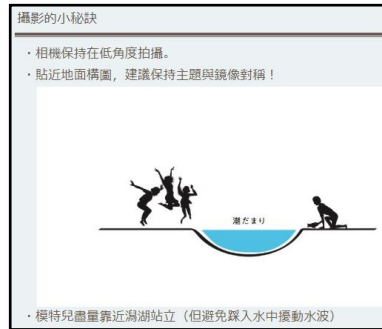 攝影的小秘訣
・相機保持在低角度拍攝。
・貼近地面構圖，建議保持主題與鏡像對稱！
潮だまり
・模特兒盡量靠近潟湖站立（但避免踩入水中擾動水波）